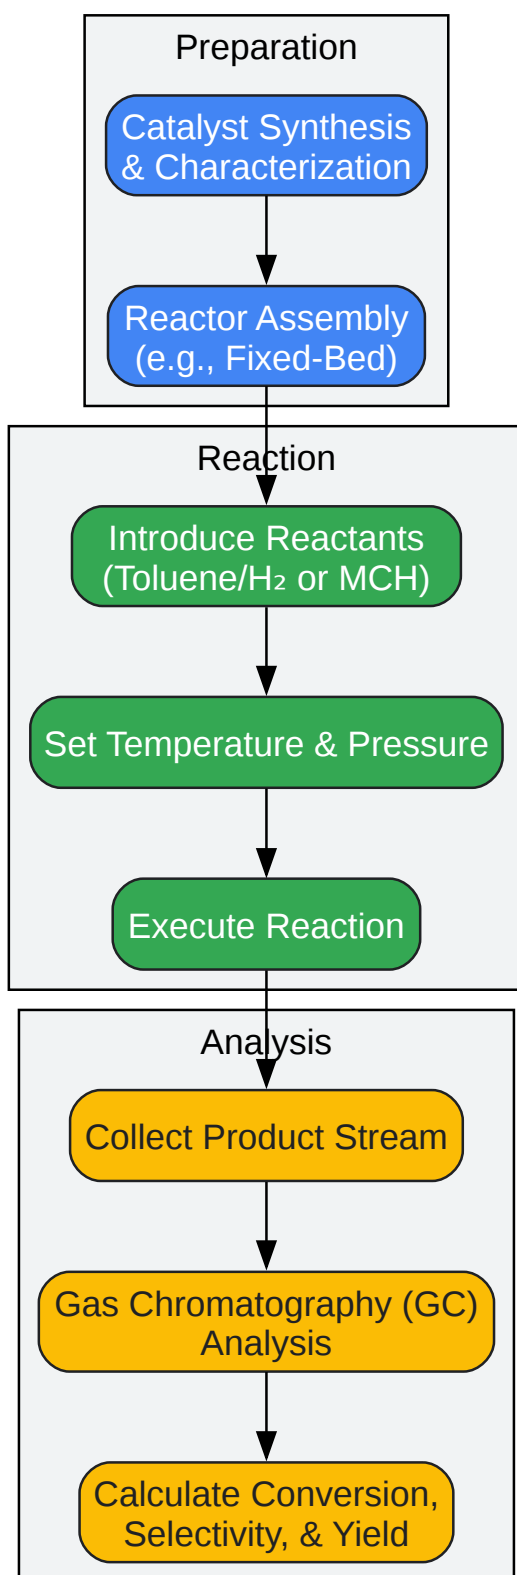 Preparation
Catalyst Synthesis
& Characterization
Reactor Assembly
(e.g., Fixed-Bed)
Reaction
Introduce Reactants
(Toluene/H₂ or MCH)
Set Temperature & Pressure
Execute Reaction
Analysis
Collect Product Stream
Gas Chromatography (GC)
Analysis
Calculate Conversion,
Selectivity, & Yield